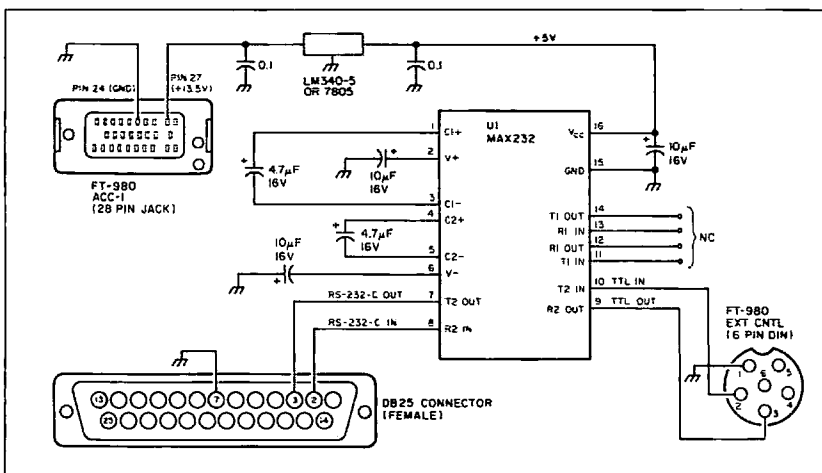 PIN 24 (GND)
PIN 27
(+13.5V)
0.1
LM340-5
OR 7805
0.1
+5V
FT-980
ACC-1
(28 PIN JACK)
U1
MAX232
1 C1+
2 V+
3 C1-
4 C2+
5 C2-
6 V-
7 T2 OUT
8 R2 IN
VCC 16
GND 15
T1 OUT 14
R1 IN 13
R1 OUT 12
T1 IN 11
T2 IN 10 TTL IN
R2 OUT 9 TTL OUT
+
4.7µF
16V
+
10µF
16V
+
4.7µF
16V
10µF
16V
+
+
10µF
16V
NC
RS-232-C OUT
RS-232-C IN
FT-980
EXT CNTL
(6 PIN DIN)
1 6 5
2 3 4
13 7 3 2
25 14
DB25 CONNECTOR
(FEMALE)